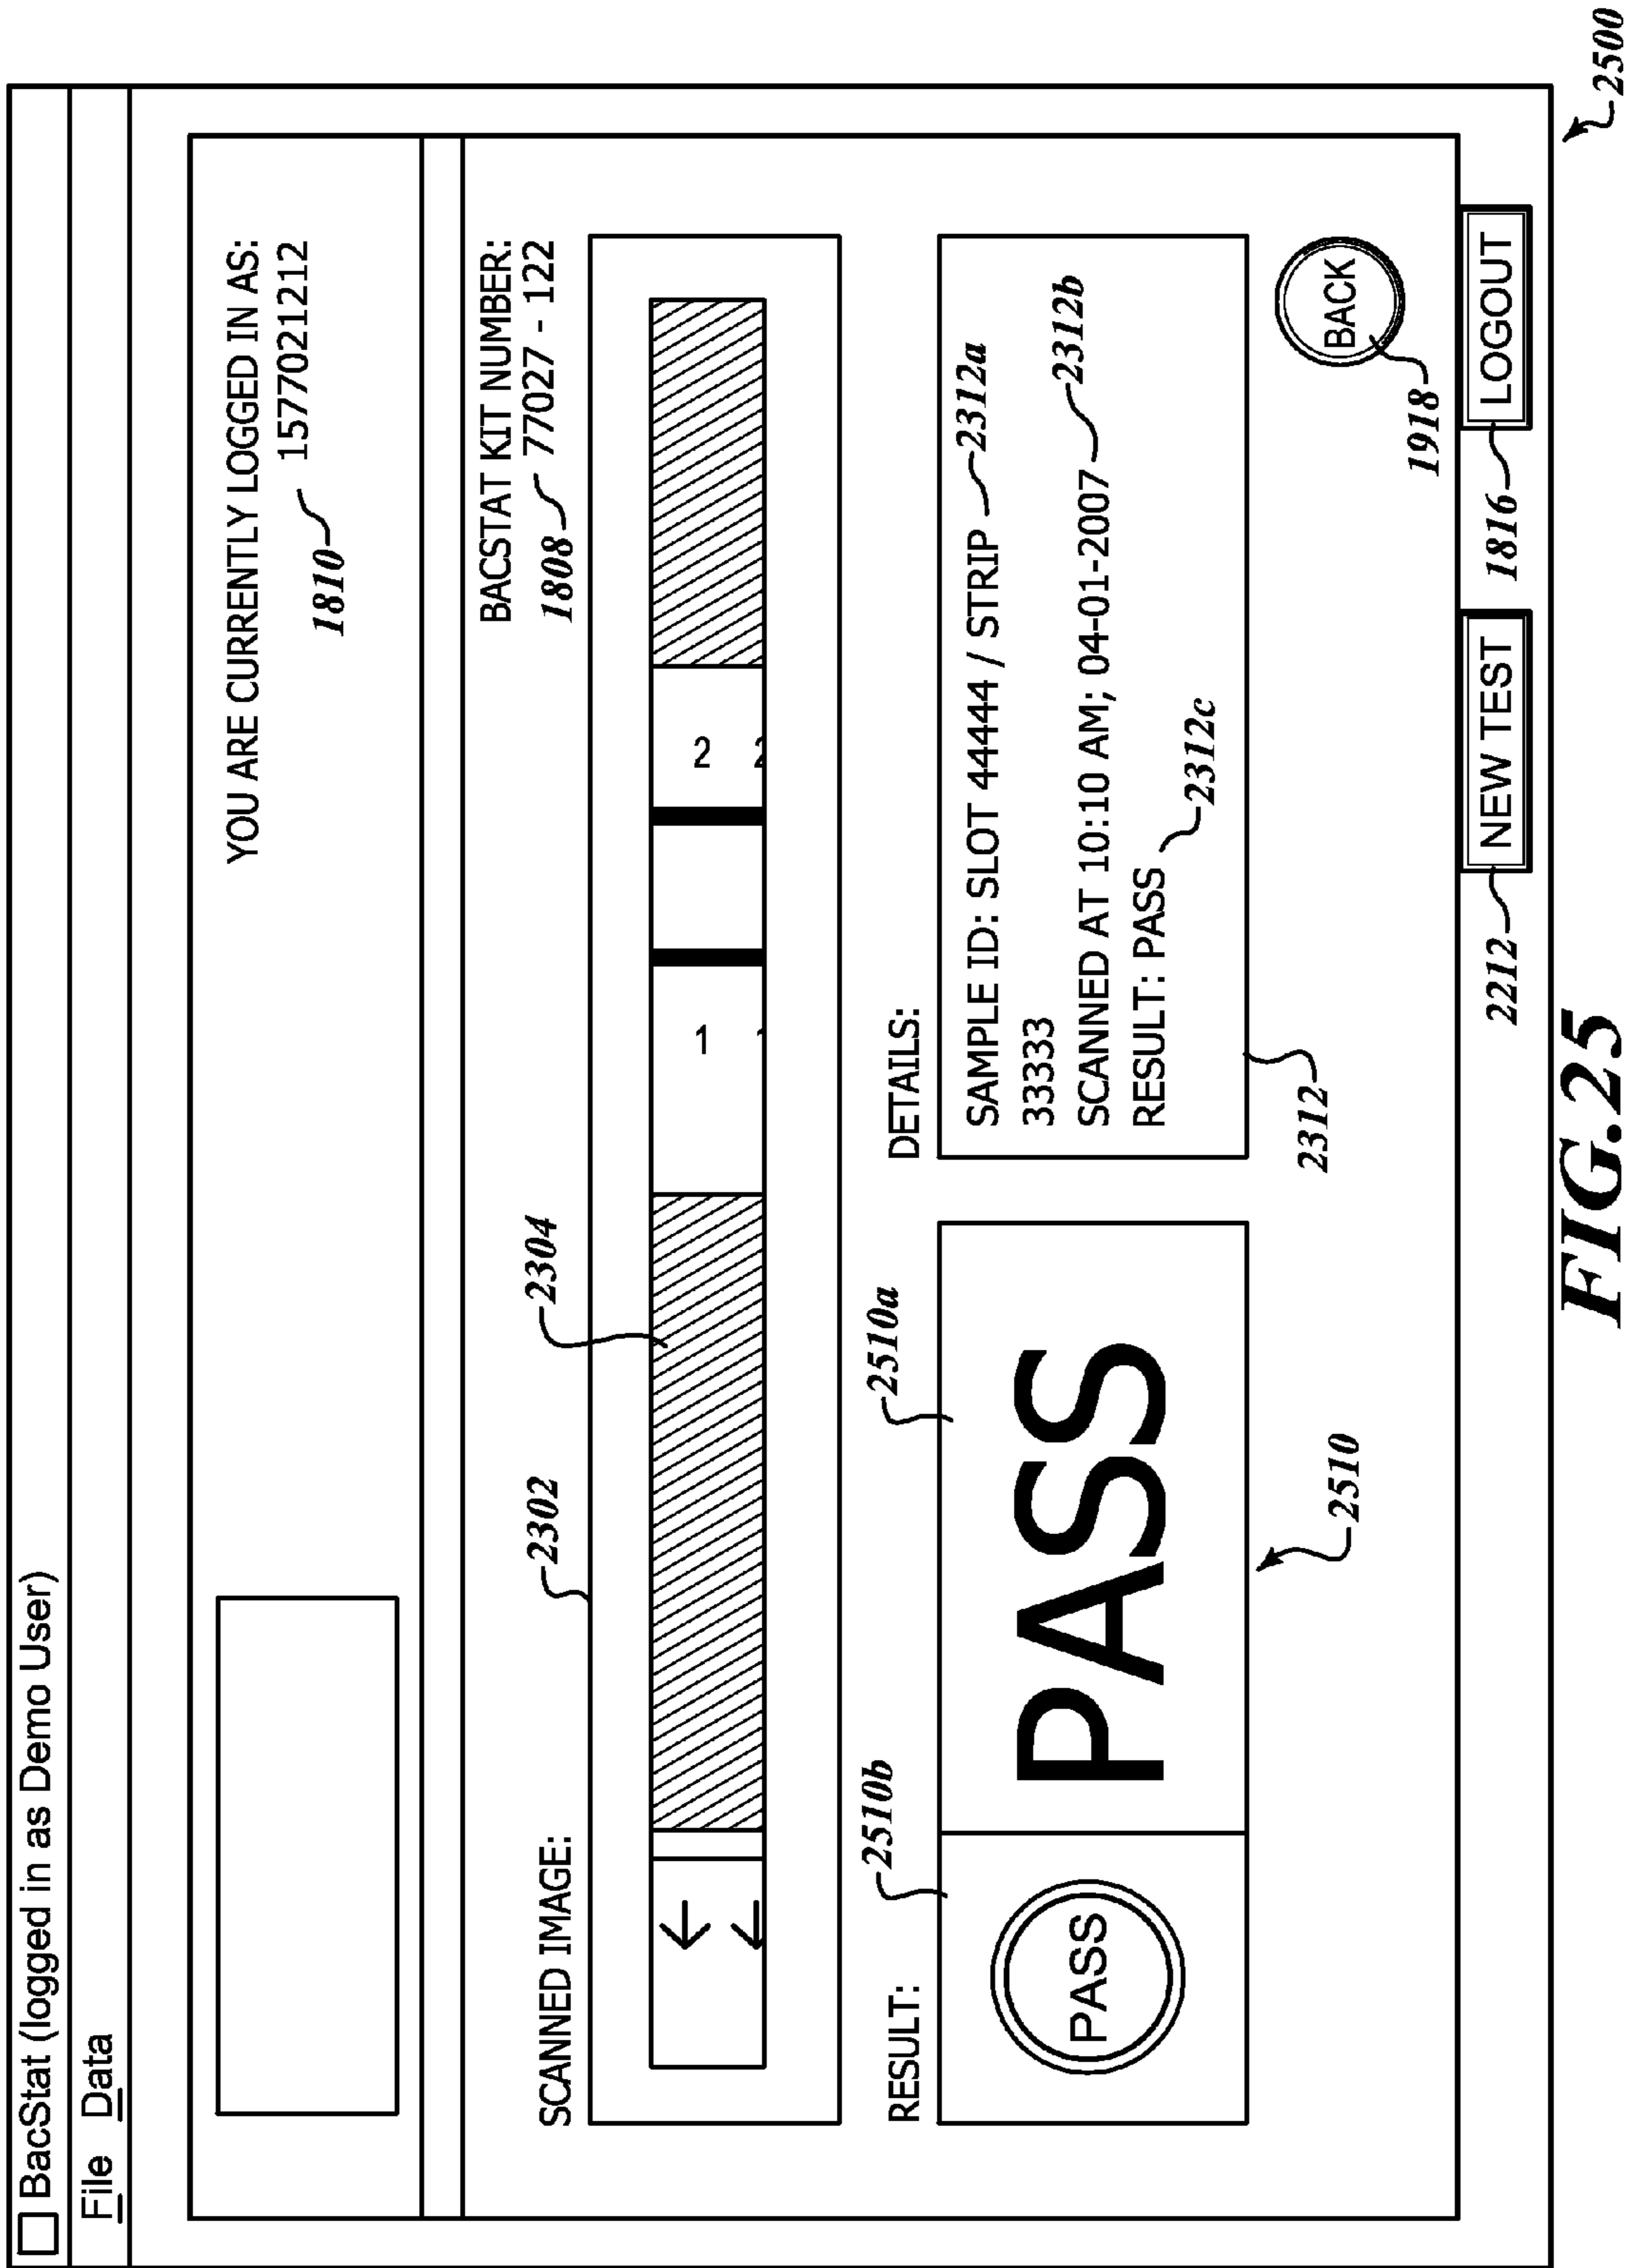 BacStat (logged in as Demo User)
File Data
YOU ARE CURRENTLY LOGGED IN AS:
1577021212
1810
BACSTAT KIT NUMBER:
1808 77027 - 122
SCANNED IMAGE:
2302
2304
1 2
2
RESULT:
2510b
2510a
PASS
PASS
2510
DETAILS:
SAMPLE ID: SLOT 44444 / STRIP 2312a
33333
SCANNED AT 10:10 AM; 04-01-2007 2312b
RESULT: PASS 2312c
2312
BACK
1918
2212 NEW TEST
1816 LOGOUT
2500
FIG.25